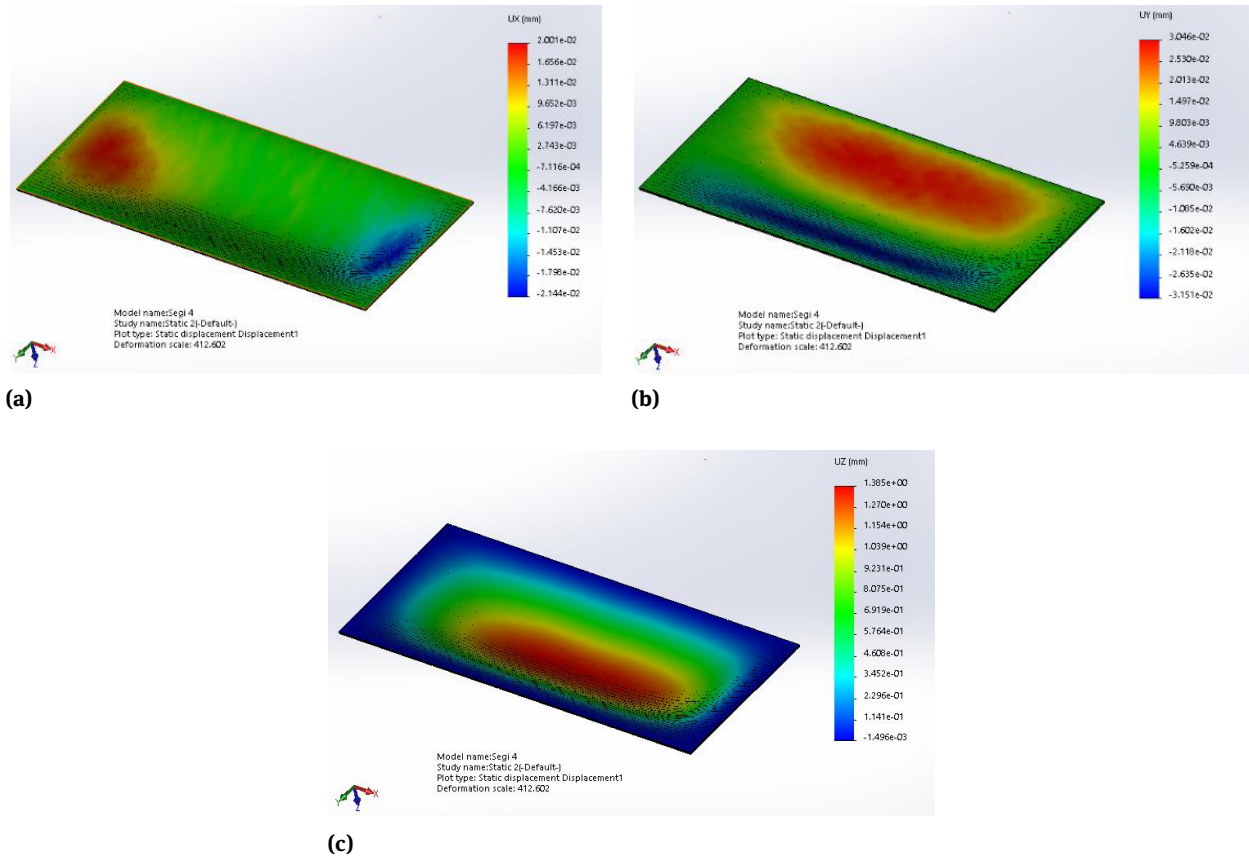 UX (mm)
2.001e-02
1.656e-02
1.311e-02
9.652e-03
6.197e-03
2.743e-03
-7.116e-04
-4.166e-03
-7.620e-03
-1.107e-02
-1.453e-02
-1.798e-02
-2.144e-02
Model name:Segi 4
Study name:Static 2(-Default-)
Plot type: Static displacement Displacement1
Deformation scale: 412.602
Y X Z
(a)
UY (mm)
3.046e-02
2.530e-02
2.013e-02
1.497e-02
9.803e-03
4.639e-03
-5.259e-04
-5.690e-03
-1.085e-02
-1.602e-02
-2.118e-02
-2.635e-02
-3.151e-02
Model name:Segi 4
Study name:Static 2(-Default-)
Plot type: Static displacement Displacement1
Deformation scale: 412.602
Y X Z
(b)
UZ (mm)
1.385e+00
1.270e+00
1.154e+00
1.039e+00
9.231e-01
8.075e-01
6.919e-01
5.764e-01
4.608e-01
3.452e-01
2.296e-01
1.141e-01
-1.496e-03
Model name:Segi 4
Study name:Static 2(-Default-)
Plot type: Static displacement Displacement1
Deformation scale: 412.602
Y X Z
(c)